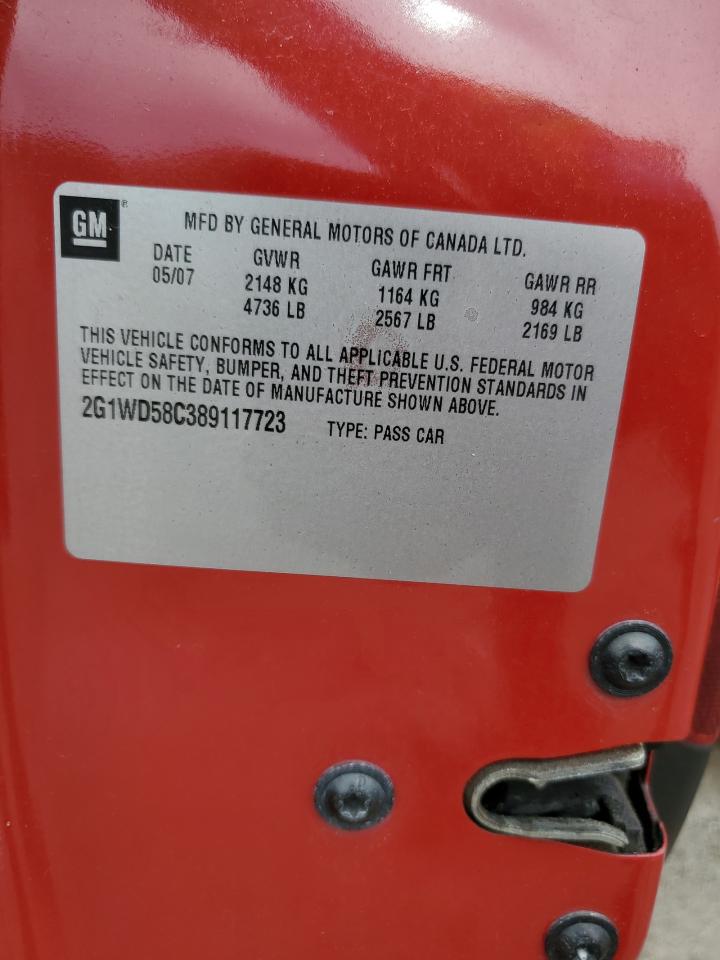 GM®
MFD BY GENERAL MOTORS OF CANADA LTD.
DATE GVWR GAWR FRT GAWR RR
05/07 2148 KG 1164 KG 984 KG
4736 LB 2567 LB 2169 LB
THIS VEHICLE CONFORMS TO ALL APPLICABLE U.S. FEDERAL MOTOR
VEHICLE SAFETY, BUMPER, AND THEFT PREVENTION STANDARDS IN
EFFECT ON THE DATE OF MANUFACTURE SHOWN ABOVE.
2G1WD58C389117723 TYPE: PASS CAR